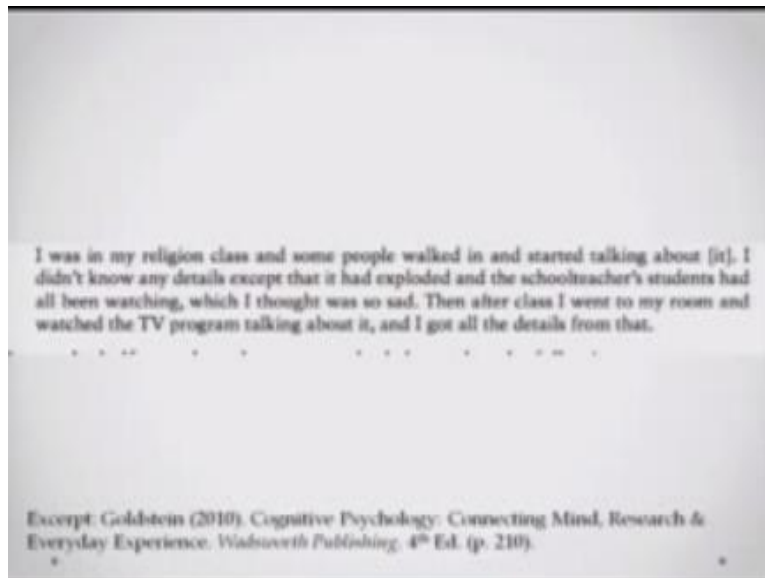 I was in my religion class and some people walked in and started talking about [it]. I
didn't know any details except that it had exploded and the schoolteacher's students had
all been watching, which I thought was so sad. Then after class I went to my room and
watched the TV program talking about it, and I got all the details from that.
Excerpt: Goldstein (2010). Cognitive Psychology: Connecting Mind, Research &
Everyday Experience. Wadsworth Publishing. 4th Ed. (p. 210).